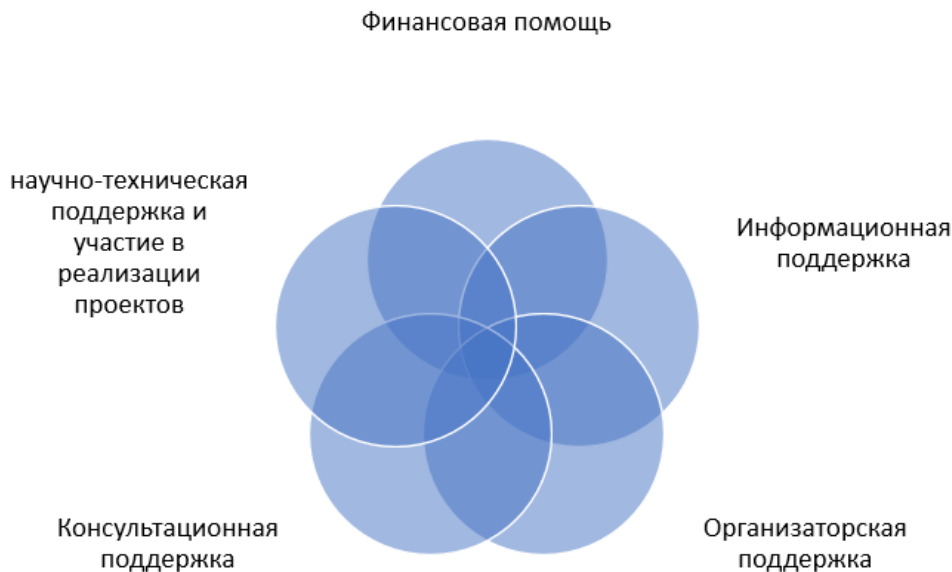 Финансовая помощь
научно-техническая
поддержка и
участие в
реализации
проектов
Информационная
поддержка
Консультационная
поддержка
Организаторская
поддержка